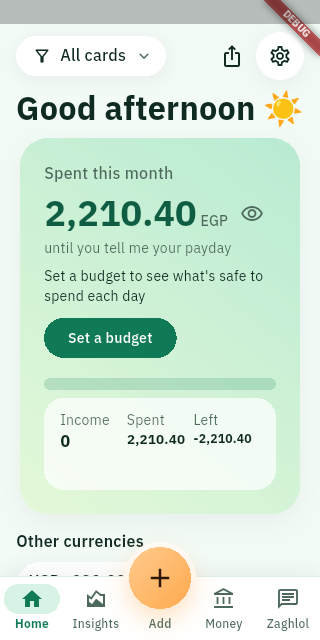 DEBUG
All cards
Good afternoon ☀️
Spent this month
2,210.40 EGP
until you tell me your payday
Set a budget to see what's safe to
spend each day
Set a budget
Income Spent Left
0 2,210.40 -2,210.40
Other currencies
Home Insights Add Money Zaghlol